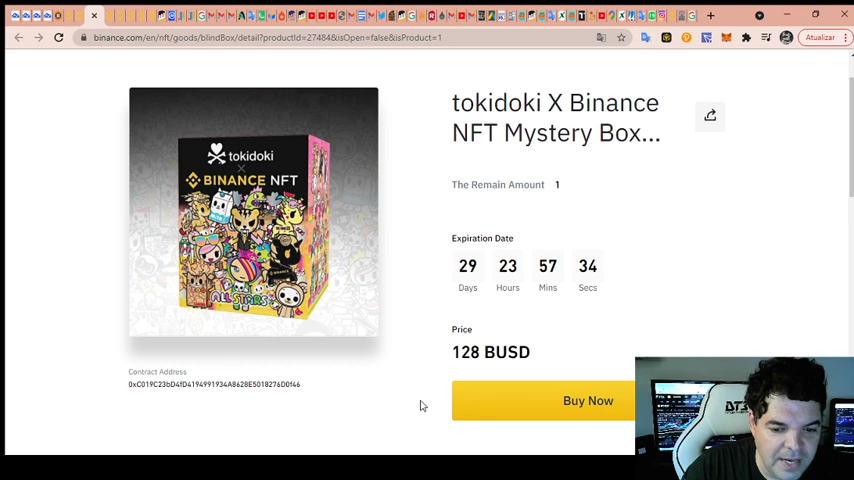 binance.com/en/nft/goods/blindBox/detail?productId=27484&isOpen=false&isProduct=1
Atualizar
tokidoki
BINANCE NFT
ALL STARS
tokidoki X Binance
NFT Mystery Box...
The Remain Amount 1
Expiration Date
29 23 57 34
Days Hours Mins Secs
Price
128 BUSD
Buy Now
Contract Address
0xC019C23bD4fD4194991934A8628E5018276D0f46